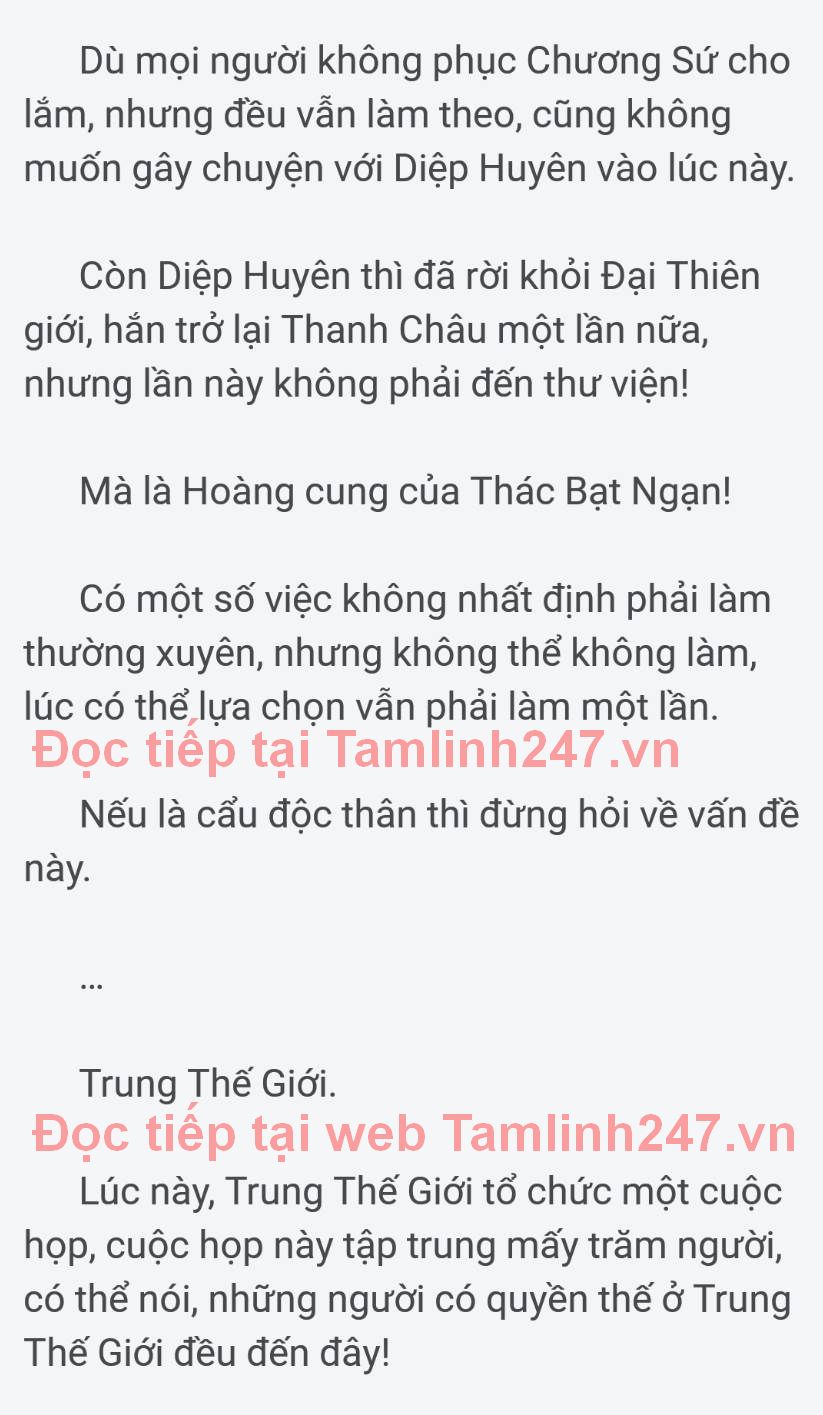 Dù mọi người không phục Chương Sứ cho
lắm, nhưng đều vẫn làm theo, cũng không
muốn gây chuyện với Diệp Huyên vào lúc này.
Còn Diệp Huyên thì đã rời khỏi Đại Thiên
giới, hắn trở lại Thanh Châu một lần nữa,
nhưng lần này không phải đến thư viện!
Mà là Hoàng cung của Thác Bạt Ngạn!
Có một số việc không nhất định phải làm
thường xuyên, nhưng không thể không làm,
lúc có thể lựa chọn vẫn phải làm một lần.
Đọc tiếp tại Tamlinh247.vn
Nếu là cẩu độc thân thì đừng hỏi về vấn đề
này.
...
Trung Thế Giới.
Đọc tiếp tại web Tamlinh247.vn
Lúc này, Trung Thế Giới tổ chức một cuộc
họp, cuộc họp này tập trung mấy trăm người,
có thể nói, những người có quyền thế ở Trung
Thế Giới đều đến đây!